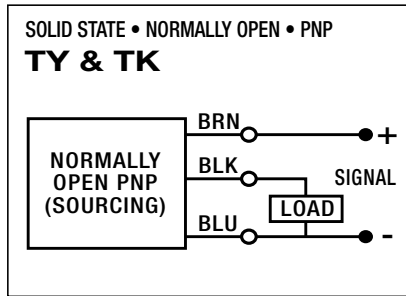 SOLID STATE • NORMALLY OPEN • PNP
TY & TK
BRN
+
NORMALLY
OPEN PNP
(SOURCING)
BLK
SIGNAL
LOAD
BLU
-